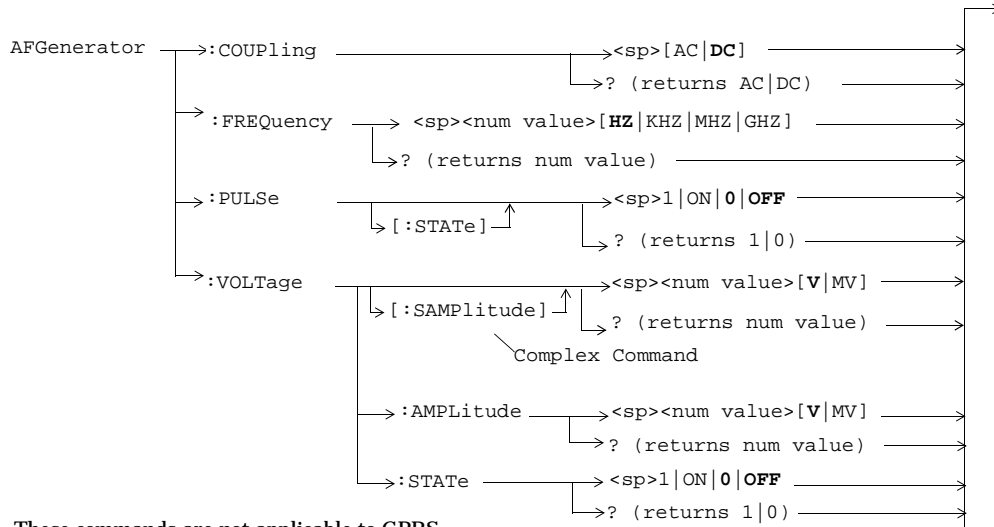 AFGenerator :COUPling <sp>[AC|DC]
? (returns AC|DC)
:FREQuency <sp><num value>[HZ|KHZ|MHZ|GHZ]
? (returns num value)
:PULSe <sp>1|ON|0|OFF
[:STATe]
? (returns 1|0)
:VOLTage <sp><num value>[V|MV]
[:SAMPlitude]
? (returns num value)
Complex Command
:AMPLitude <sp><num value>[V|MV]
? (returns num value)
:STATe <sp>1|ON|0|OFF
? (returns 1|0)
These commands are not applicable to GPRS